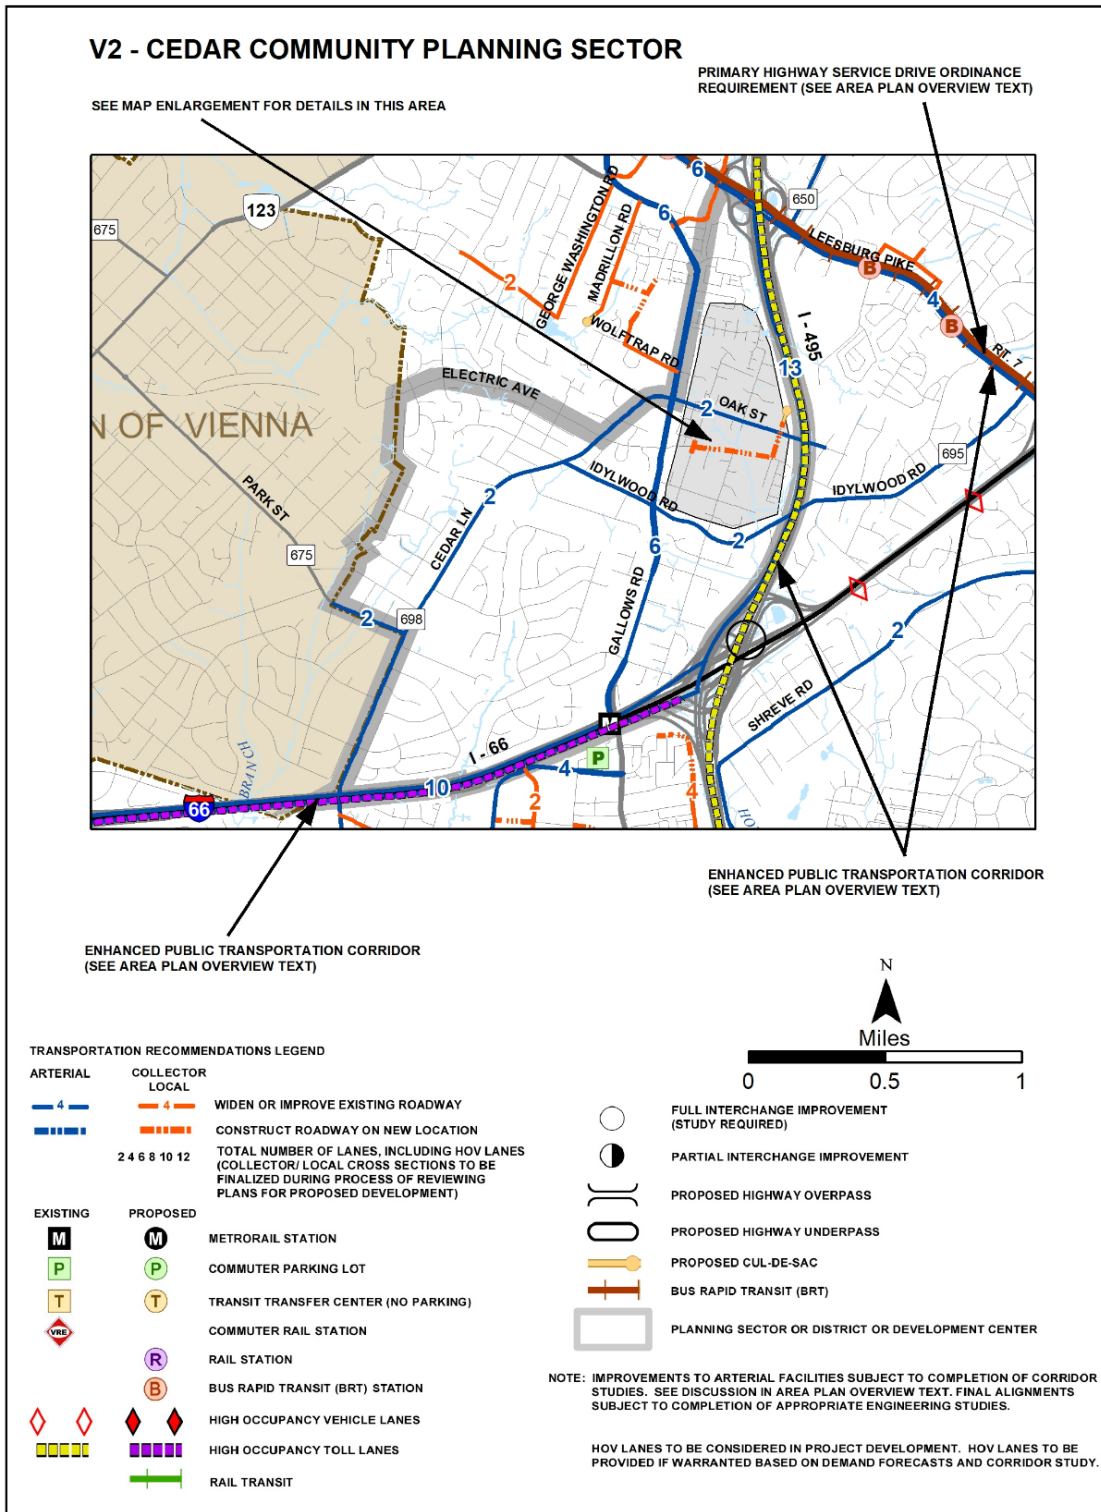 V2 - CEDAR COMMUNITY PLANNING SECTOR
PRIMARY HIGHWAY SERVICE DRIVE ORDINANCE
REQUIREMENT (SEE AREA PLAN OVERVIEW TEXT)
SEE MAP ENLARGEMENT FOR DETAILS IN THIS AREA
123
675
650
6
6
GEORGE WASHINGTON RD
MADRILLON RD
LEESBURG PIKE
B
2
4
B
WOLFTRAP RD
I - 495
RT. 7
13
ELECTRIC AVE
2
OAK ST
N OF VIENNA
IDYLWOOD RD
695
IDYLWOOD RD
PARK ST
2
CEDAR LN
675
6
2
698
2
GALLOWS RD
2
SHREVE RD
M
I - 66
P
4
BRANCH
10
2
4
66
HO
ENHANCED PUBLIC TRANSPORTATION CORRIDOR
(SEE AREA PLAN OVERVIEW TEXT)
ENHANCED PUBLIC TRANSPORTATION CORRIDOR
(SEE AREA PLAN OVERVIEW TEXT)
N
Miles
0 0.5 1
TRANSPORTATION RECOMMENDATIONS LEGEND
ARTERIAL
COLLECTOR
LOCAL
4 4 WIDEN OR IMPROVE EXISTING ROADWAY
CONSTRUCT ROADWAY ON NEW LOCATION
2 4 6 8 10 12 TOTAL NUMBER OF LANES, INCLUDING HOV LANES
(COLLECTOR/ LOCAL CROSS SECTIONS TO BE
FINALIZED DURING PROCESS OF REVIEWING
PLANS FOR PROPOSED DEVELOPMENT)
EXISTING PROPOSED
M M METRORAIL STATION
P P COMMUTER PARKING LOT
T T TRANSIT TRANSFER CENTER (NO PARKING)
VRE COMMUTER RAIL STATION
R RAIL STATION
B BUS RAPID TRANSIT (BRT) STATION
HIGH OCCUPANCY VEHICLE LANES
HIGH OCCUPANCY TOLL LANES
RAIL TRANSIT
FULL INTERCHANGE IMPROVEMENT
(STUDY REQUIRED)
PARTIAL INTERCHANGE IMPROVEMENT
PROPOSED HIGHWAY OVERPASS
PROPOSED HIGHWAY UNDERPASS
PROPOSED CUL-DE-SAC
BUS RAPID TRANSIT (BRT)
PLANNING SECTOR OR DISTRICT OR DEVELOPMENT CENTER
NOTE: IMPROVEMENTS TO ARTERIAL FACILITIES SUBJECT TO COMPLETION OF CORRIDOR
STUDIES. SEE DISCUSSION IN AREA PLAN OVERVIEW TEXT. FINAL ALIGNMENTS
SUBJECT TO COMPLETION OF APPROPRIATE ENGINEERING STUDIES.
HOV LANES TO BE CONSIDERED IN PROJECT DEVELOPMENT. HOV LANES TO BE
PROVIDED IF WARRANTED BASED ON DEMAND FORECASTS AND CORRIDOR STUDY.